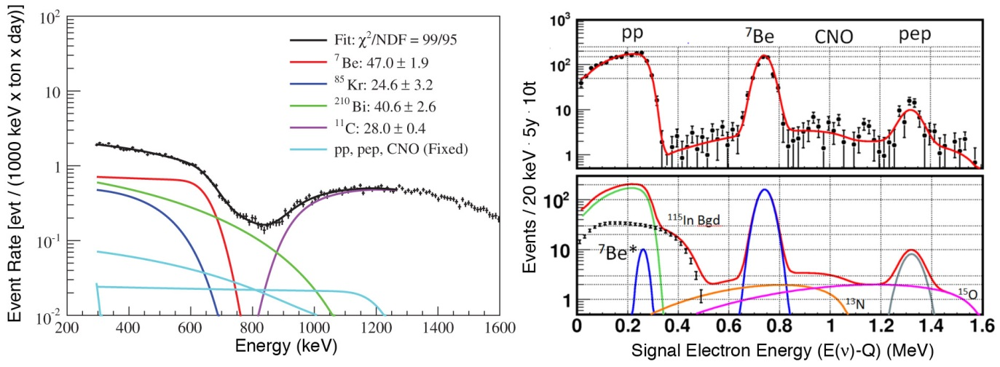 10²
10
1
10⁻¹
10⁻²
Event Rate [evt / (1000 keV x ton x day)]
Fit: χ²/NDF = 99/95
⁷Be: 47.0 ± 1.9
⁸⁵Kr: 24.6 ± 3.2
²¹⁰Bi: 40.6 ± 2.6
¹¹C: 28.0 ± 0.4
pp, pep, CNO (Fixed)
200 400 600 800 1000 1200 1400 1600
Energy (keV)
10³
10²
10
1
pp ⁷Be CNO pep
Events / 20 keV · 5y · 10t
10²
10
1
¹¹⁵In Bgd
⁷Be*
¹³N
¹⁵O
0 0.2 0.4 0.6 0.8 1 1.2 1.4 1.6
Signal Electron Energy (E(ν)-Q) (MeV)